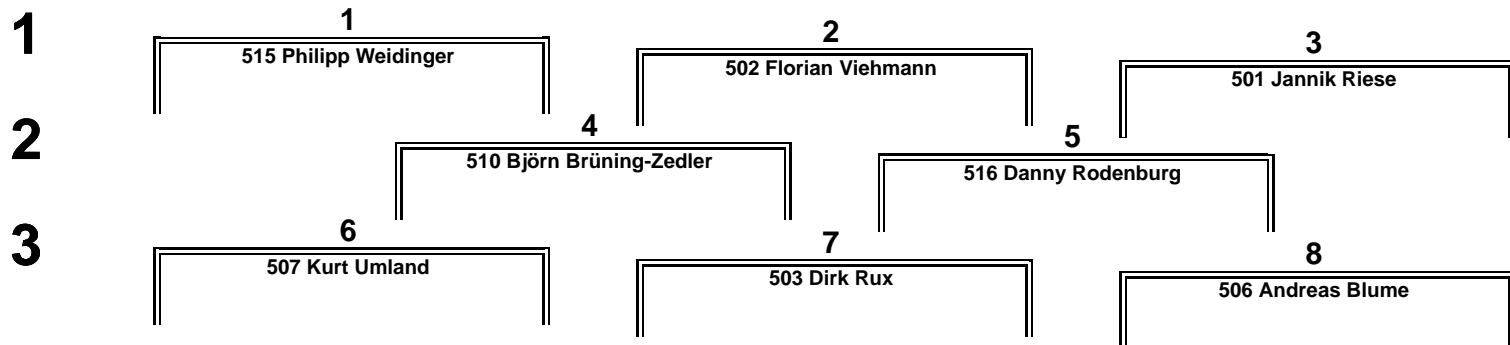 1
1
2
3
515 Philipp Weidinger
502 Florian Viehmann
501 Jannik Riese
2
4
5
510 Björn Brüning-Zedler
516 Danny Rodenburg
3
6
7
8
507 Kurt Umland
503 Dirk Rux
506 Andreas Blume